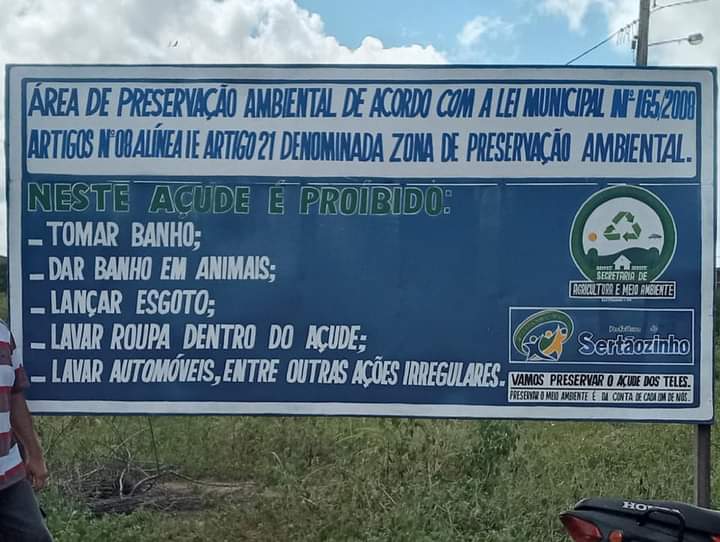 ÁREA DE PRESERVAÇÃO AMBIENTAL DE ACORDO COM A LEI MUNICIPAL Nº 165/2008
ARTIGOS Nº 08 ALÍNEA I E ARTIGO 21 DENOMINADA ZONA DE PRESERVAÇÃO AMBIENTAL.
NESTE AÇUDE É PROIBIDO:
- TOMAR BANHO;
- DAR BANHO EM ANIMAIS;
- LANÇAR ESGOTO;
- LAVAR ROUPA DENTRO DO AÇUDE;
- LAVAR AUTOMÓVEIS, ENTRE OUTRAS AÇÕES IRREGULARES.
SECRETARIA DE
AGRICULTURA E MEIO AMBIENTE
Sertãozinho
VAMOS PRESERVAR O AÇUDE DOS TELES.
PRESERVAR O MEIO AMBIENTE É DA CONTA DE CADA UM DE NÓS.
HO